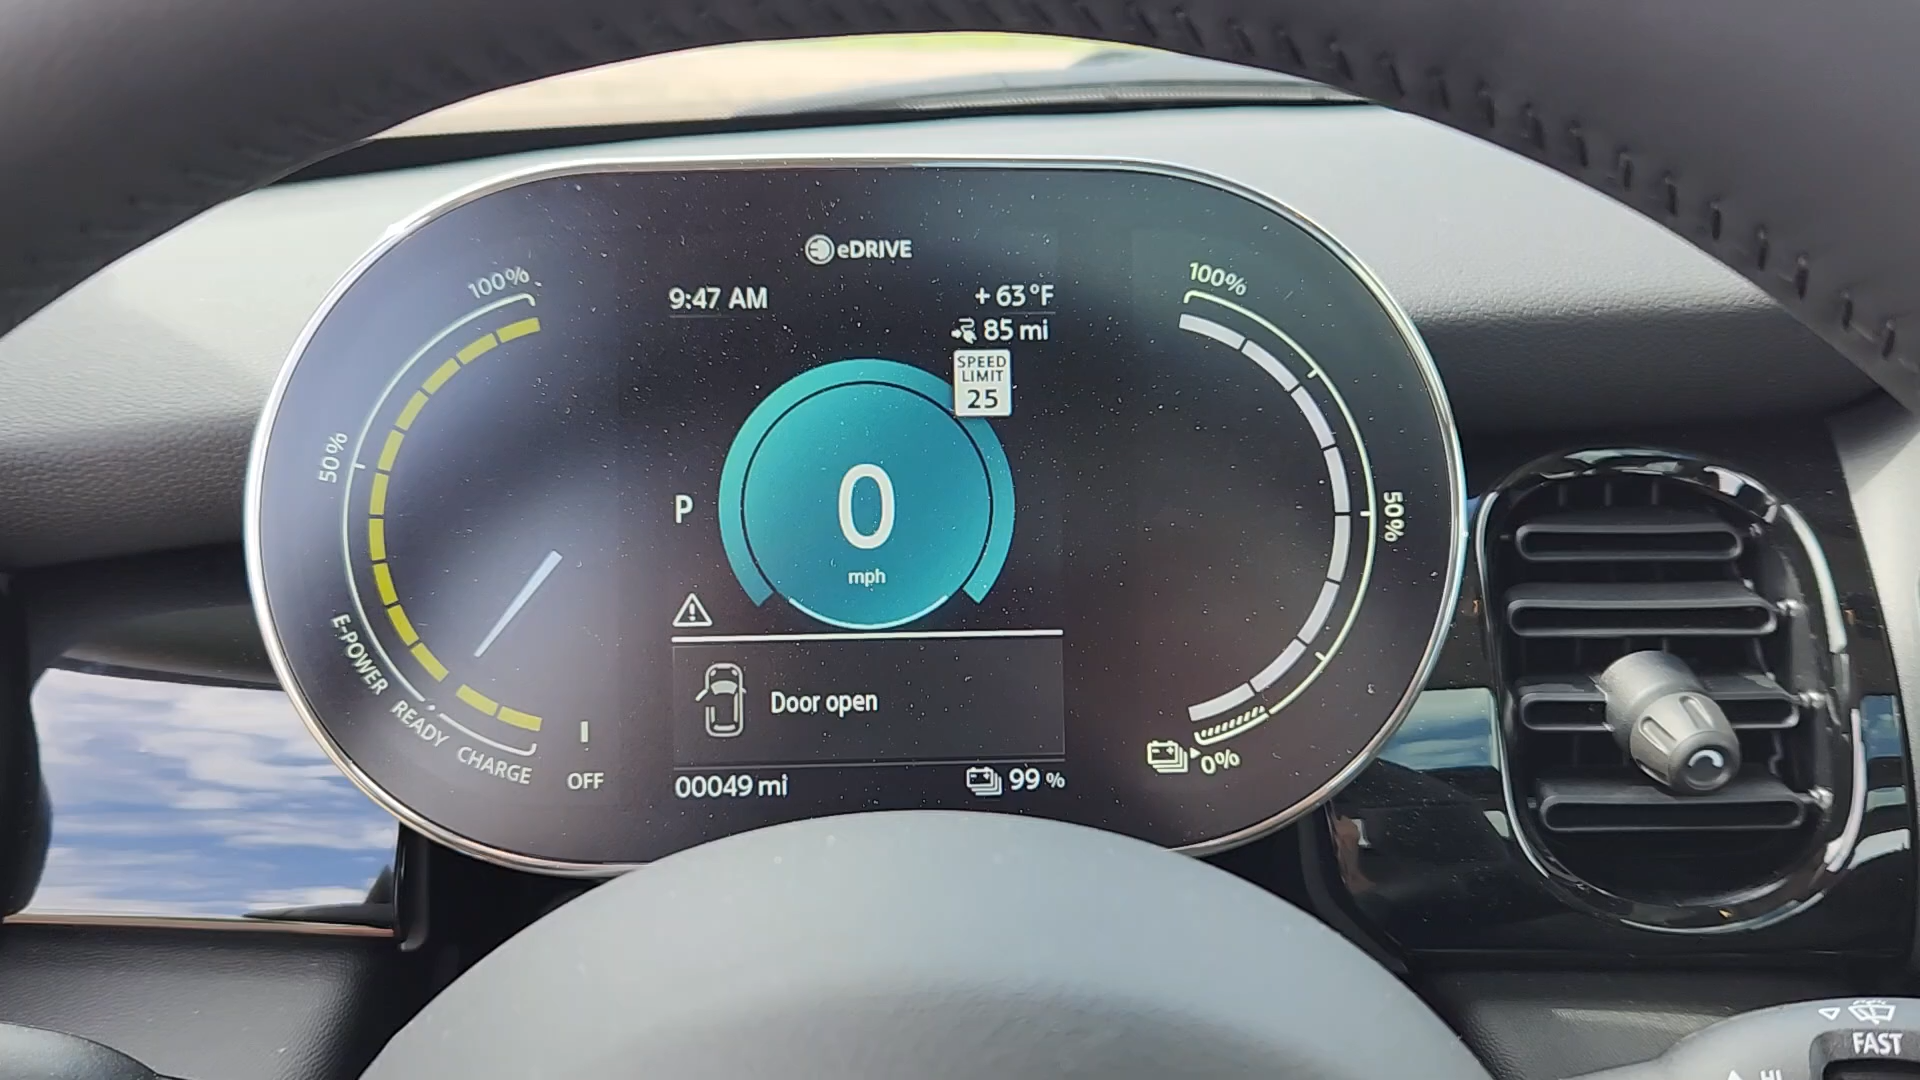 eDRIVE
9:47 AM
+ 63°F
85 mi
SPEED
LIMIT
25
100%
50%
E-POWER
READY
CHARGE
OFF
P
0
mph
Door open
00049 mi
99 %
100%
50%
0%
FAST
HI